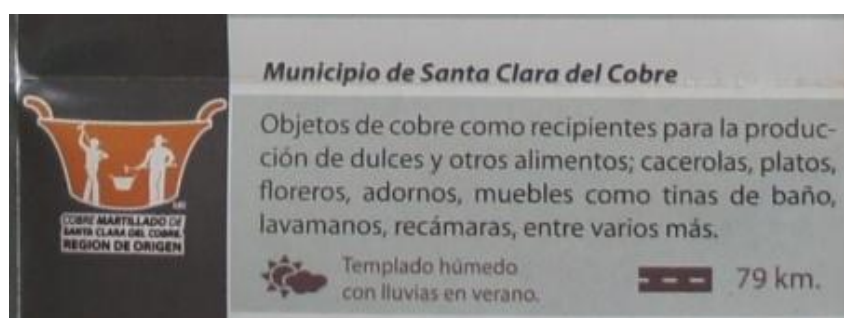 Municipio de Santa Clara del Cobre
Objetos de cobre como recipientes para la produc-
ción de dulces y otros alimentos; cacerolas, platos,
floreros, adornos, muebles como tinas de baño,
lavamanos, recámaras, entre varios más.
COBRE MARTILLADO DE
SANTA CLARA DEL COBRE.
REGION DE ORIGEN
Templado húmedo
con lluvias en verano.
79 km.